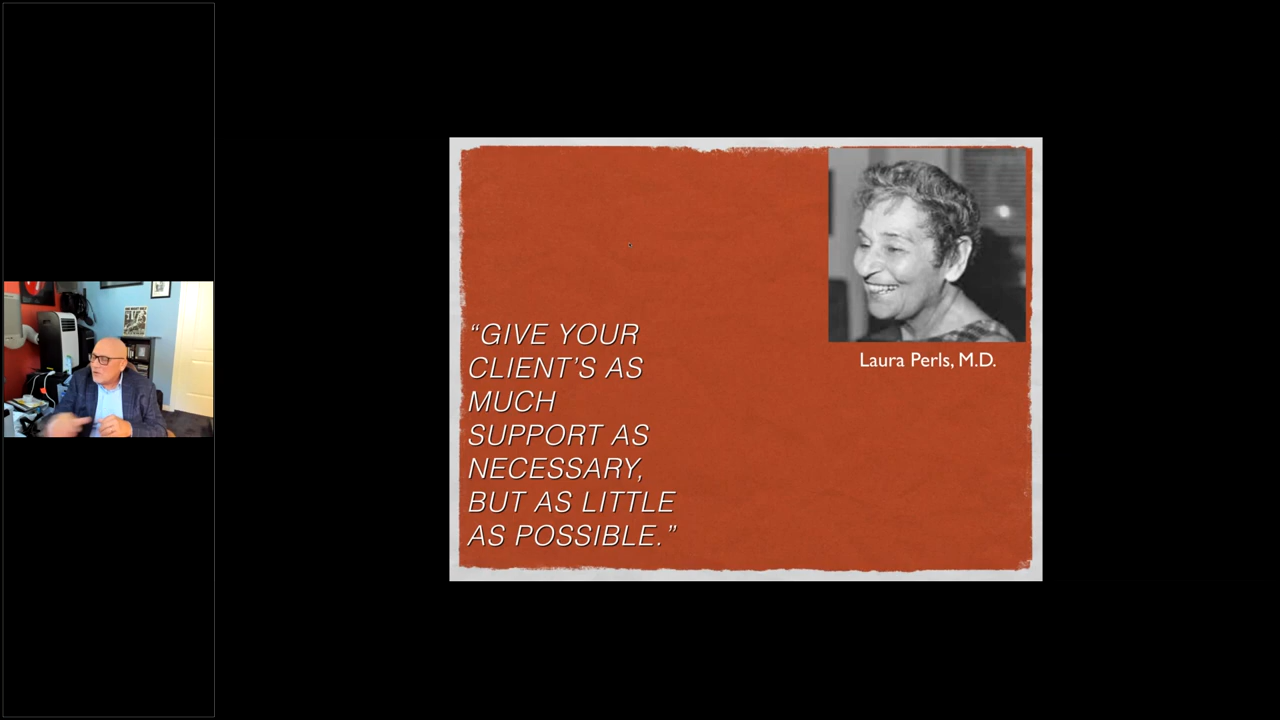 “GIVE YOUR
CLIENT’S AS
MUCH
SUPPORT AS
NECESSARY,
BUT AS LITTLE
AS POSSIBLE.”
Laura Perls, M.D.